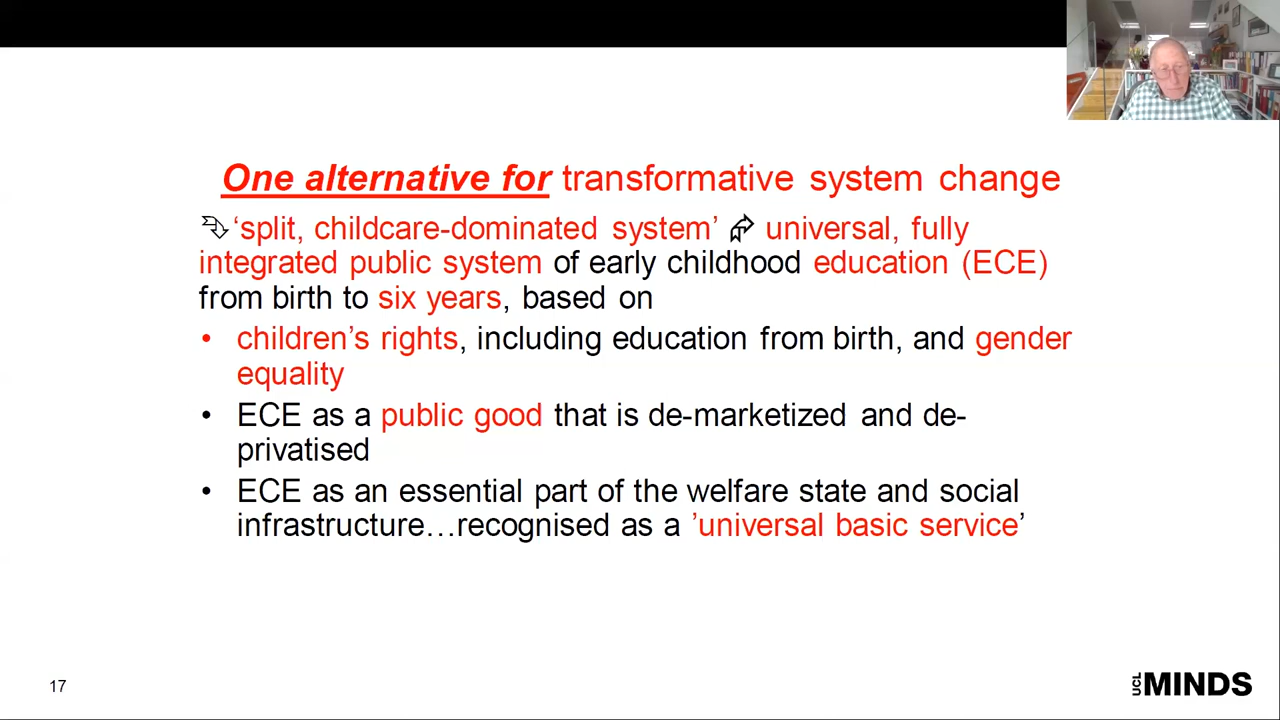 One alternative for transformative system change
‘split, childcare-dominated system’ universal, fully
integrated public system of early childhood education (ECE)
from birth to six years, based on
• children’s rights, including education from birth, and gender
equality
• ECE as a public good that is de-marketized and de-
privatised
• ECE as an essential part of the welfare state and social
infrastructure…recognised as a ’universal basic service’
17
UCL MINDS